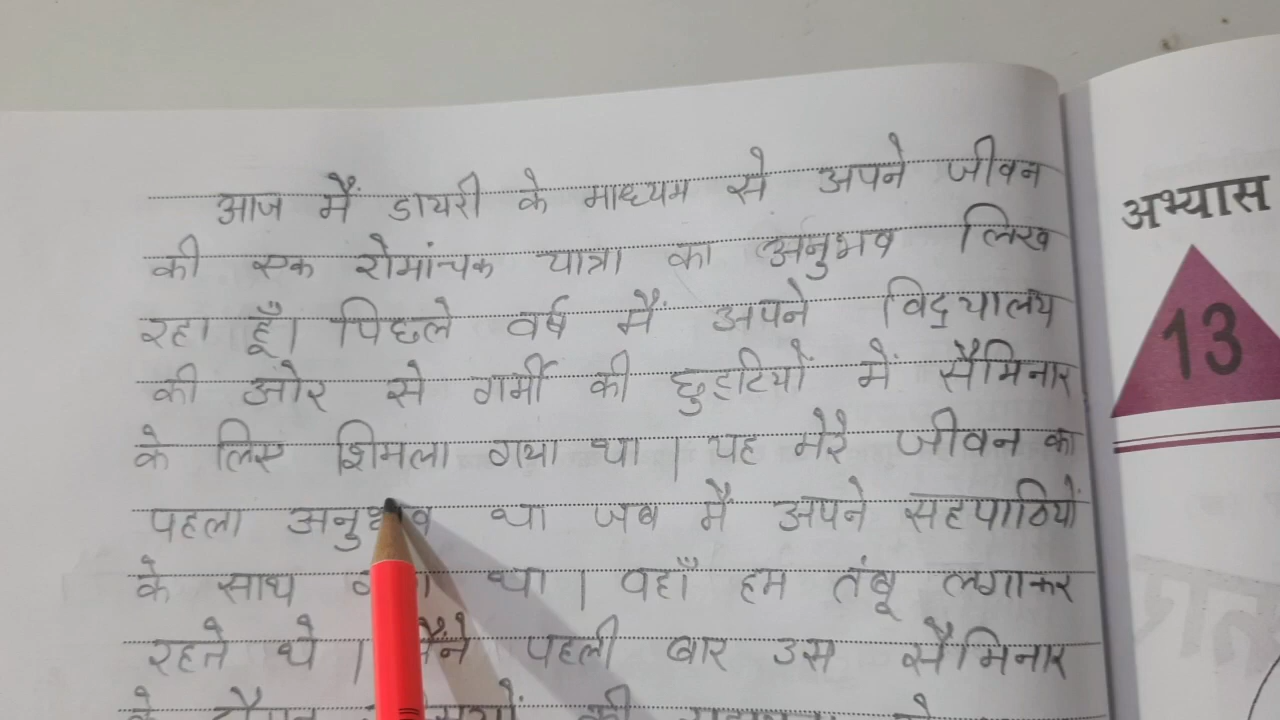 आज मैं डायरी के माध्यम से अपने जीवन
की एक रोमांचक यात्रा का अनुभव लिख
रहा हूँ। पिछले वर्ष मैं अपने विद्यालय
की ओर से गर्मी की छुट्टियों में सैमिनार
के लिए शिमला गया था। यह मेरे जीवन का
पहला अनुभव था जब मैं अपने सहपाठियों
के साथ था। वहाँ हम तंबू लगाकर
रहते थे। मैंने पहली बार उस सैमिनार
के की
अभ्यास
13